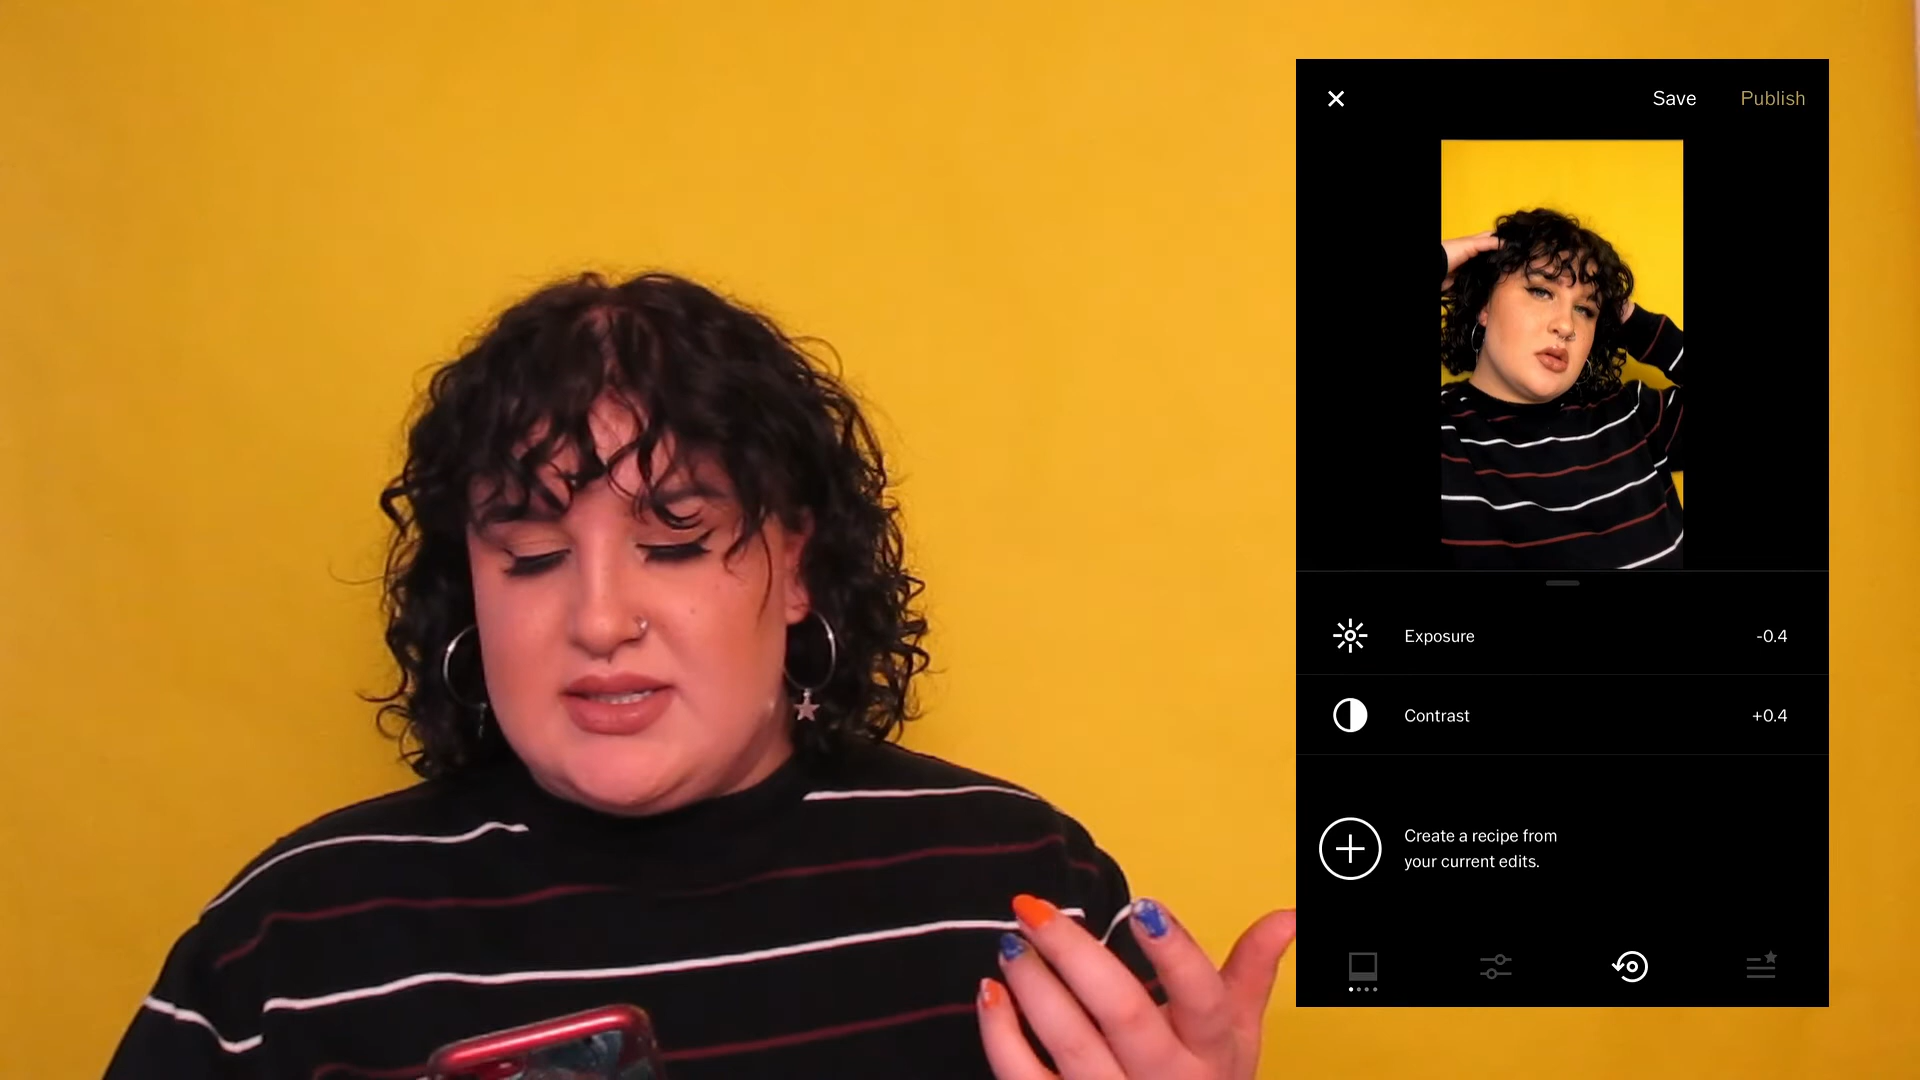 Save Publish
Exposure -0.4
Contrast +0.4
Create a recipe from
your current edits.